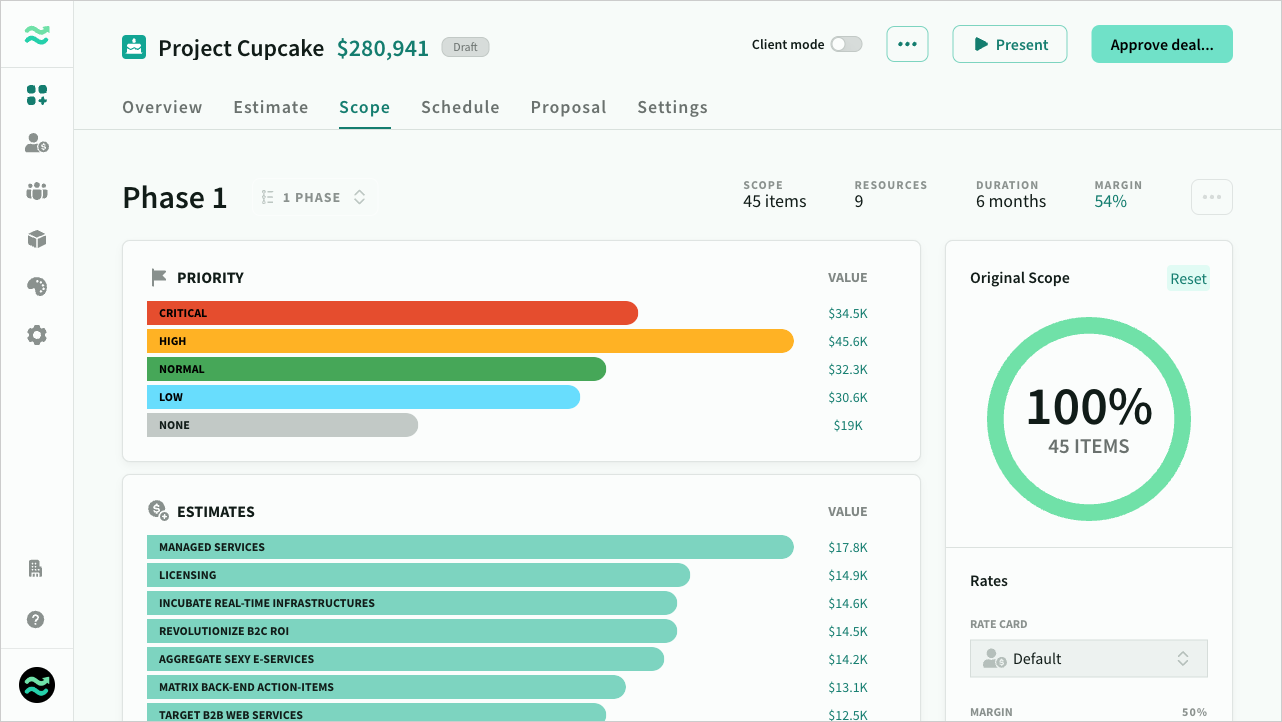 Project Cupcake $280,941 Draft
Client mode
Present
Approve deal...
Overview Estimate Scope Schedule Proposal Settings
Phase 1
1 PHASE
SCOPE
45 items
RESOURCES
9
DURATION
6 months
MARGIN
54%
PRIORITY VALUE
CRITICAL $34.5K
HIGH $45.6K
NORMAL $32.3K
LOW $30.6K
NONE $19K
ESTIMATES VALUE
MANAGED SERVICES $17.8K
LICENSING $14.9K
INCUBATE REAL-TIME INFRASTRUCTURES $14.6K
REVOLUTIONIZE B2C ROI $14.5K
AGGREGATE SEXY E-SERVICES $14.2K
MATRIX BACK-END ACTION-ITEMS $13.1K
TARGET B2B WEB SERVICES $12.5K
Original Scope Reset
100%
45 ITEMS
Rates
RATE CARD
Default
MARGIN 50%